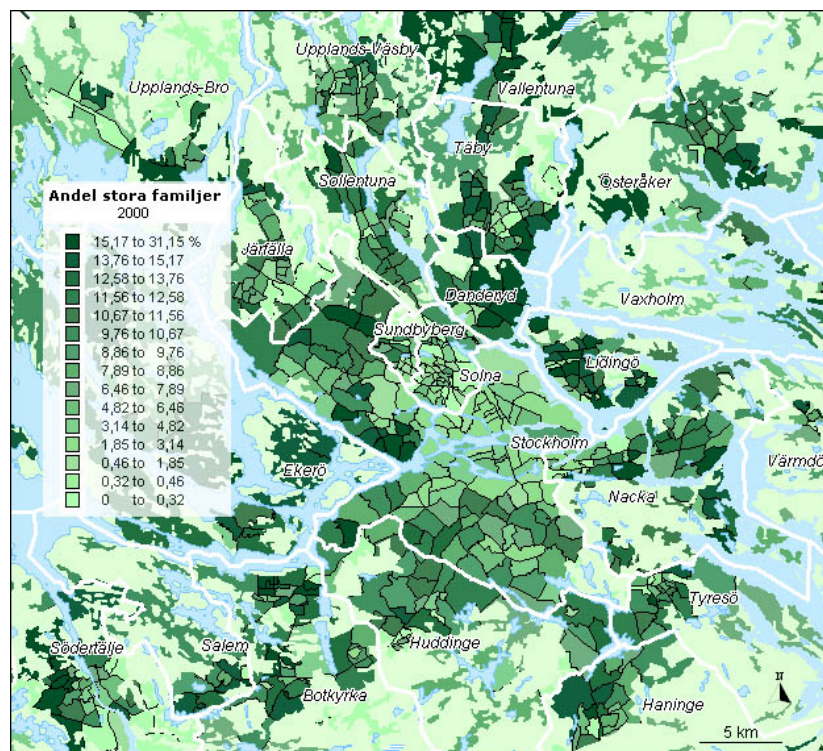 Upplands-Väsby
Upplands-Bro
Vallentuna
Täby
Sollentuna
Österåker
Andel stora familjer
2000
15,17 to 31,15 %
13,76 to 15,17
12,58 to 13,76
11,56 to 12,58
10,67 to 11,56
9,76 to 10,67
8,86 to 9,76
7,89 to 8,86
6,46 to 7,89
4,82 to 6,46
3,14 to 4,82
1,85 to 3,14
0,46 to 1,85
0,32 to 0,46
0 to 0,32
Järfälla
Danderyd
Vaxholm
Sundbyberg
Lidingö
Solna
Stockholm
Ekerö
Värmdö
Nacka
Tyresö
Huddinge
Södertälje
Salem
Botkyrka
Haninge
N
5 km